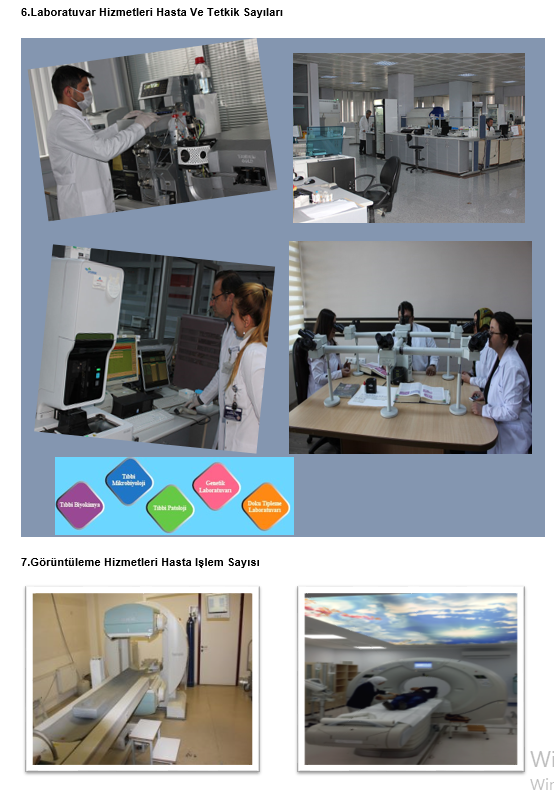 6.Laboratuvar Hizmetleri Hasta Ve Tetkik Sayıları
Tıbbi Biyokimya
Tıbbi
Mikrobiyoloji
Tıbbi Patoloji
Genetik
Laboratuvarı
Doku Tipleme
Laboratuvarı
7.Görüntüleme Hizmetleri Hasta Işlem Sayısı